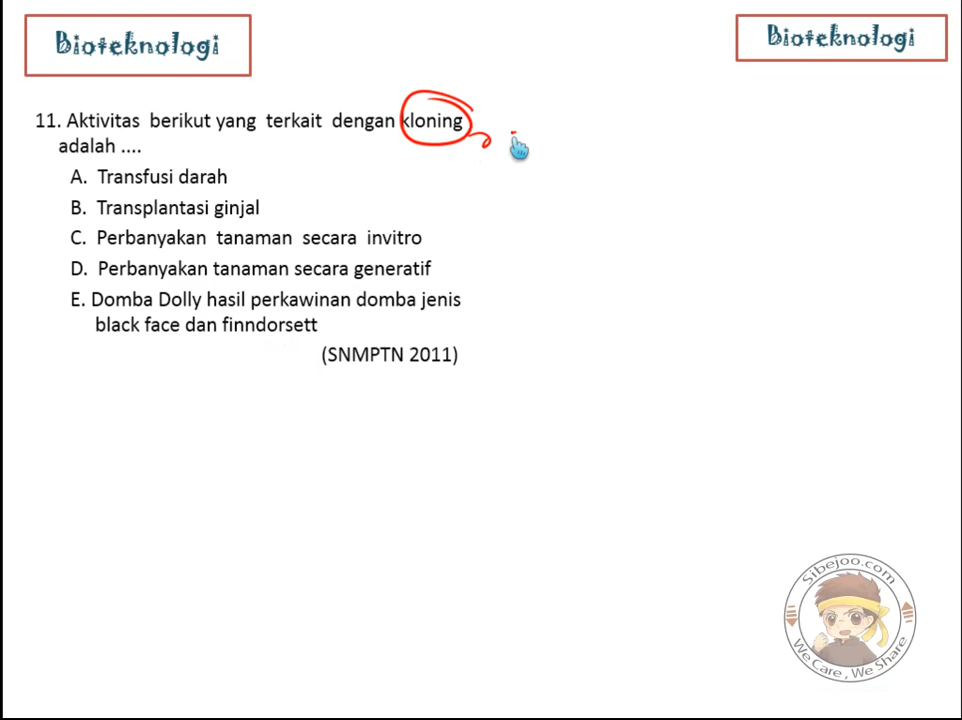 Bioteknologi
Bioteknologi
11. Aktivitas berikut yang terkait dengan kloning
adalah ....
A. Transfusi darah
B. Transplantasi ginjal
C. Perbanyakan tanaman secara invitro
D. Perbanyakan tanaman secara generatif
E. Domba Dolly hasil perkawinan domba jenis
black face dan finndorsett
(SNMPTN 2011)
Sibejoo.com
We Care, We Share